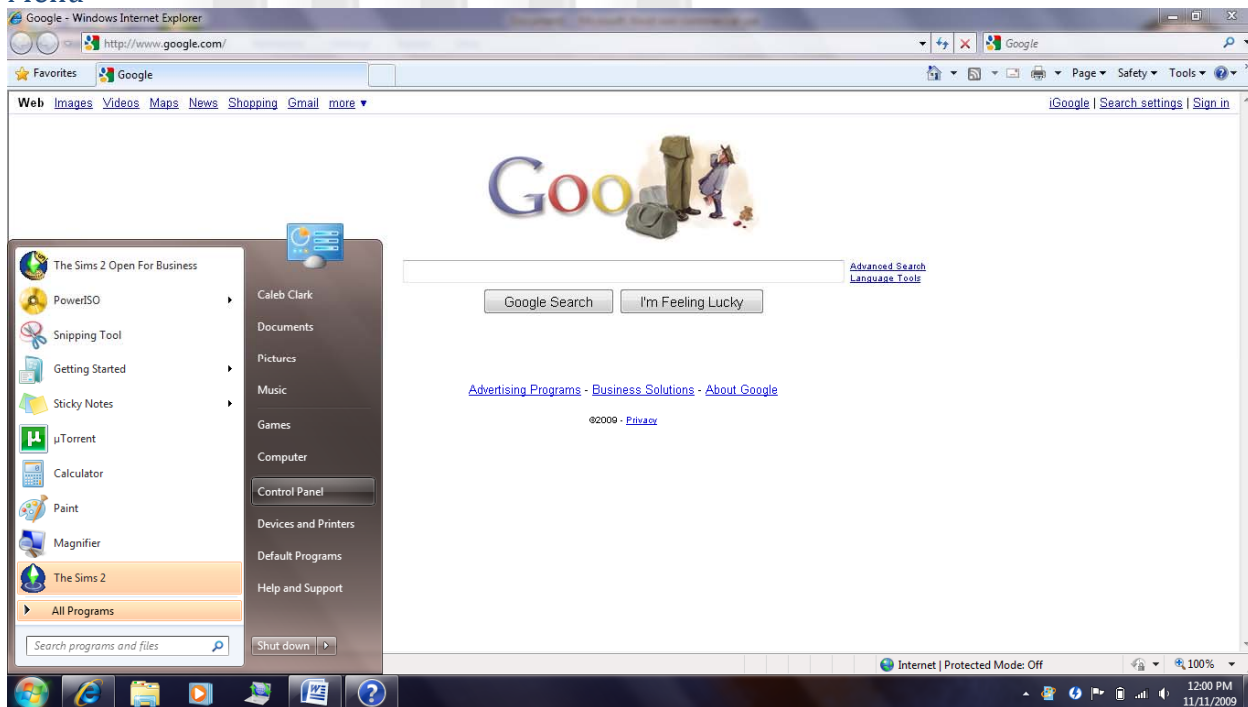 Menu
Google - Windows Internet Explorer
http://www.google.com/
Google
Favorites
Google
Page
Safety
Tools
Web Images Videos Maps News Shopping Gmail more
iGoogle | Search settings | Sign in
Goo
Advanced Search
Language Tools
Google Search
I'm Feeling Lucky
Advertising Programs - Business Solutions - About Google
©2009 - Privacy
The Sims 2 Open For Business
PowerISO
Snipping Tool
Getting Started
Sticky Notes
µTorrent
Calculator
Paint
Magnifier
The Sims 2
All Programs
Search programs and files
Caleb Clark
Documents
Pictures
Music
Games
Computer
Control Panel
Devices and Printers
Default Programs
Help and Support
Shut down
Internet | Protected Mode: Off
100%
12:00 PM
11/11/2009